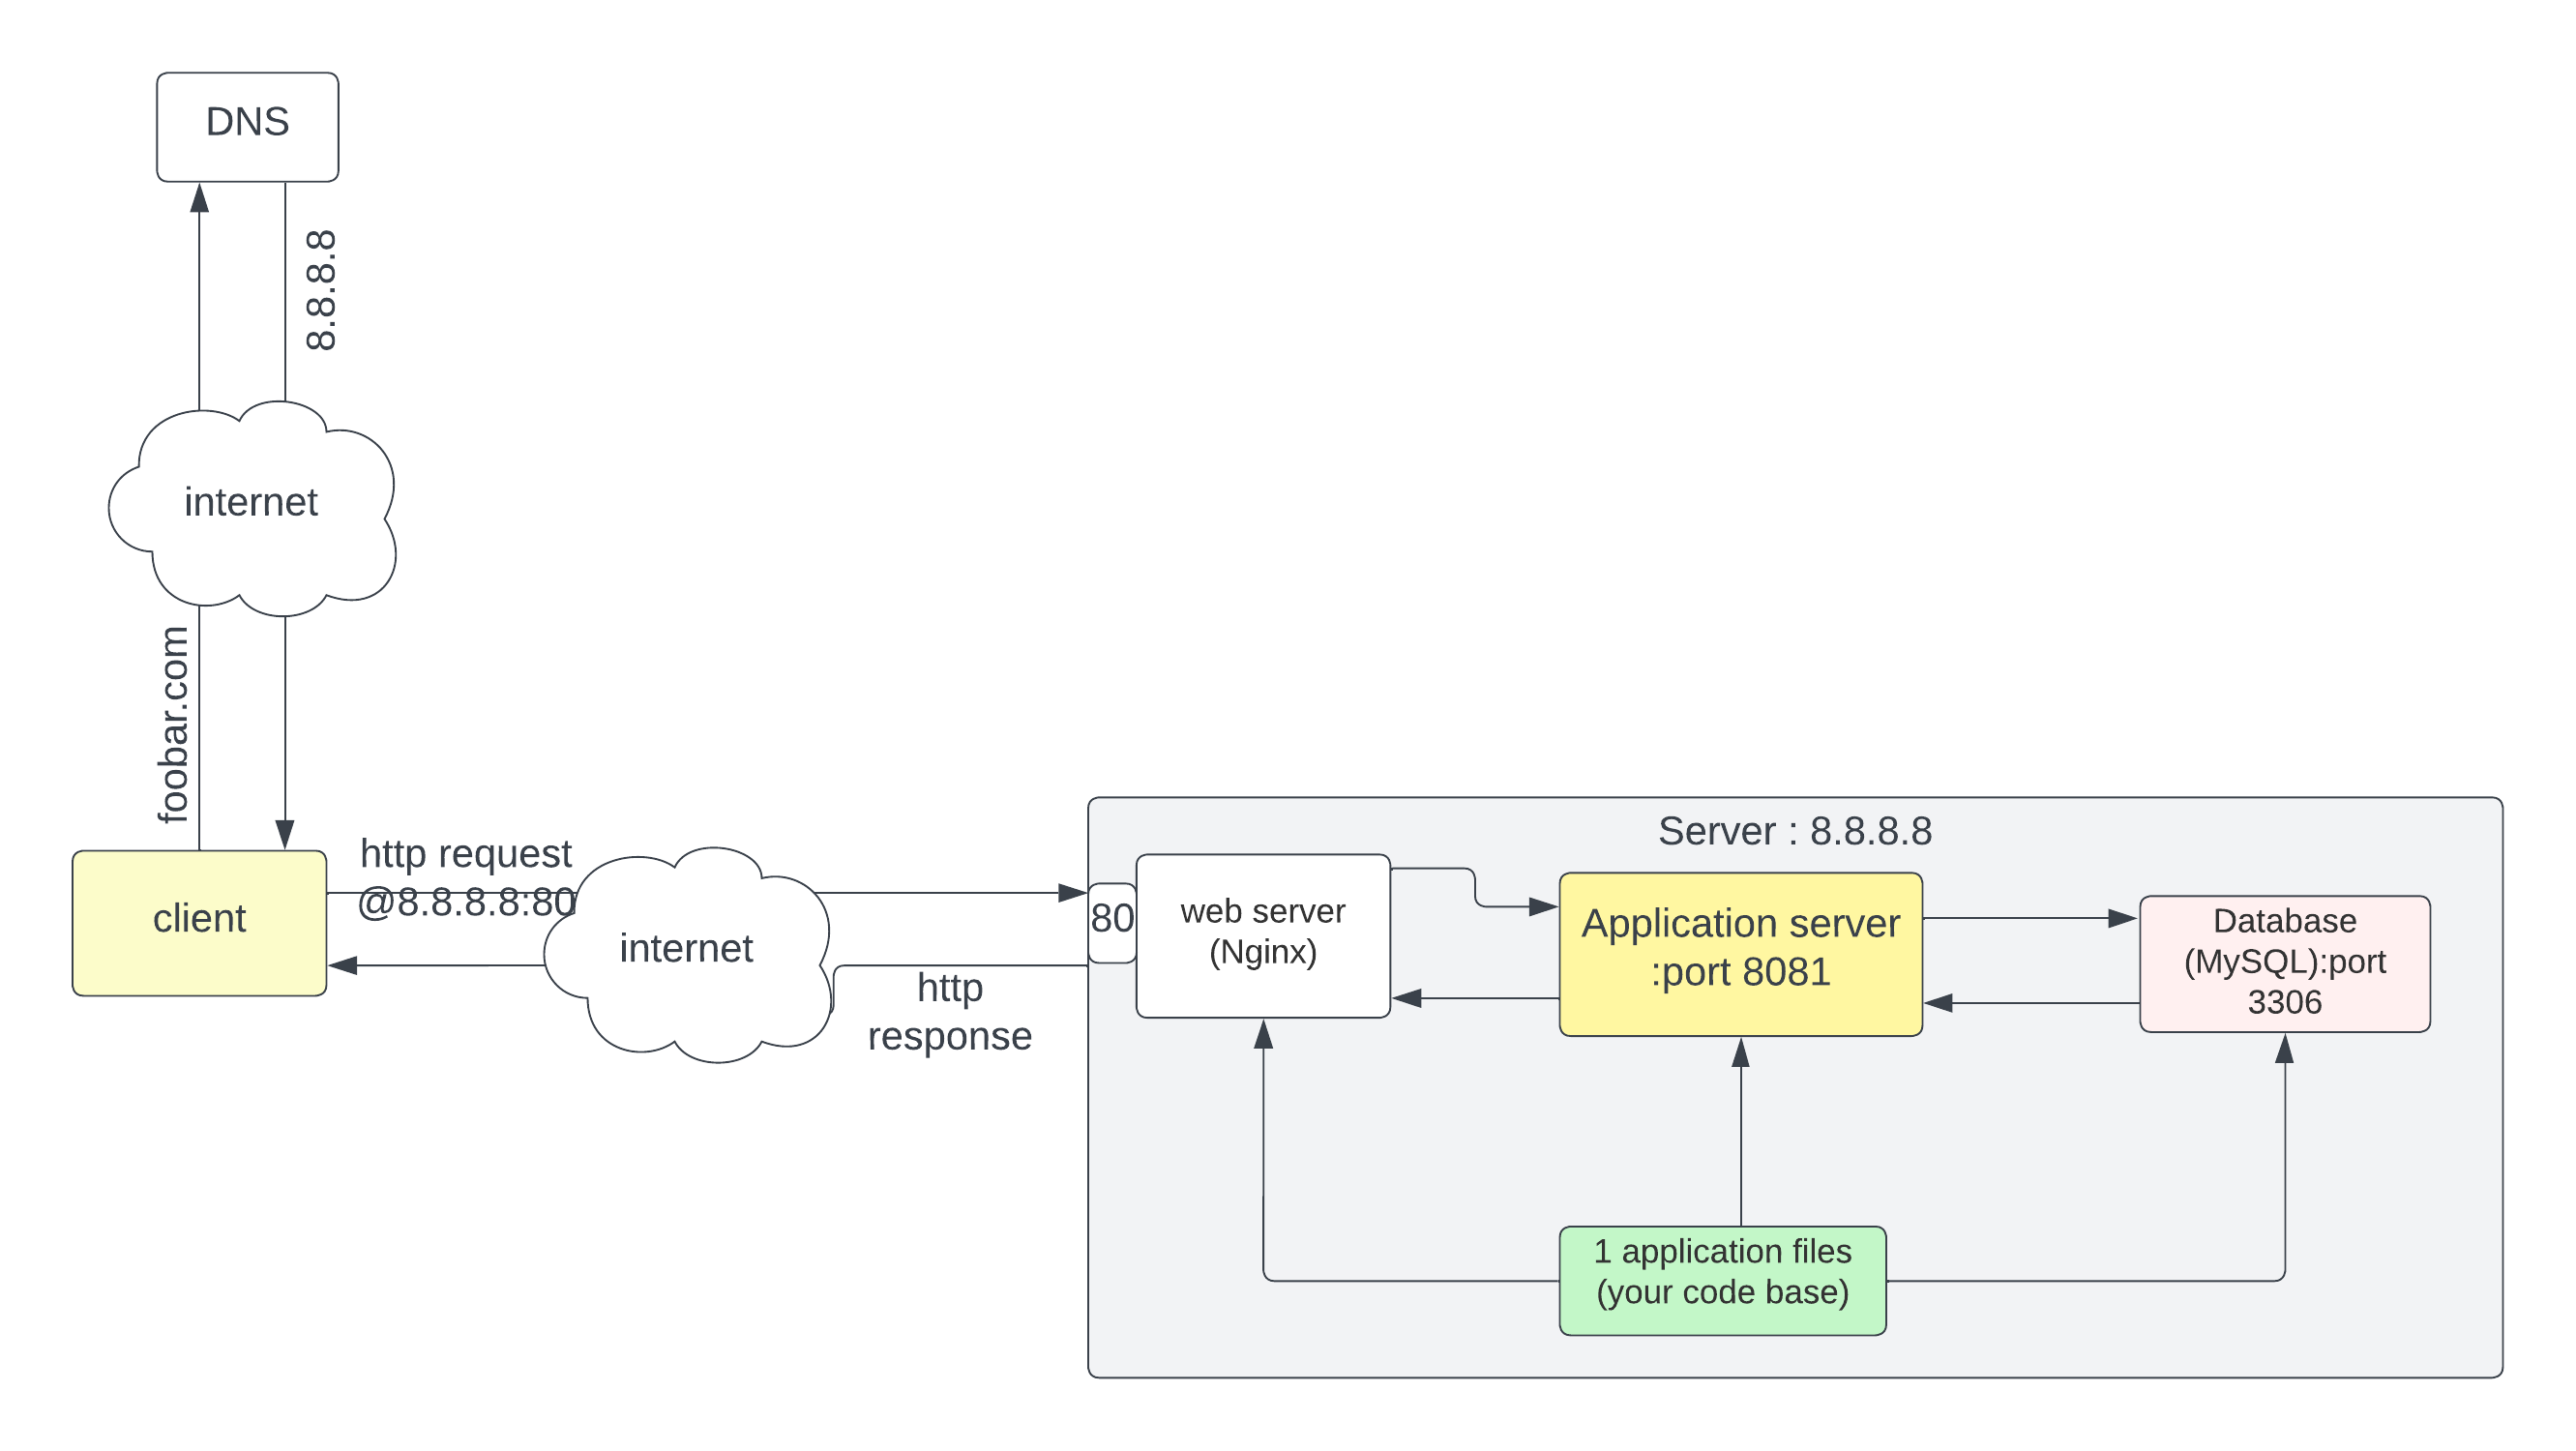 DNS
8.8.8.8
internet
foobar.com
http request
@8.8.8.8:80
client
internet
http
response
Server : 8.8.8.8
80
web server
(Nginx)
Application server
:port 8081
Database
(MySQL):port
3306
1 application files
(your code base)